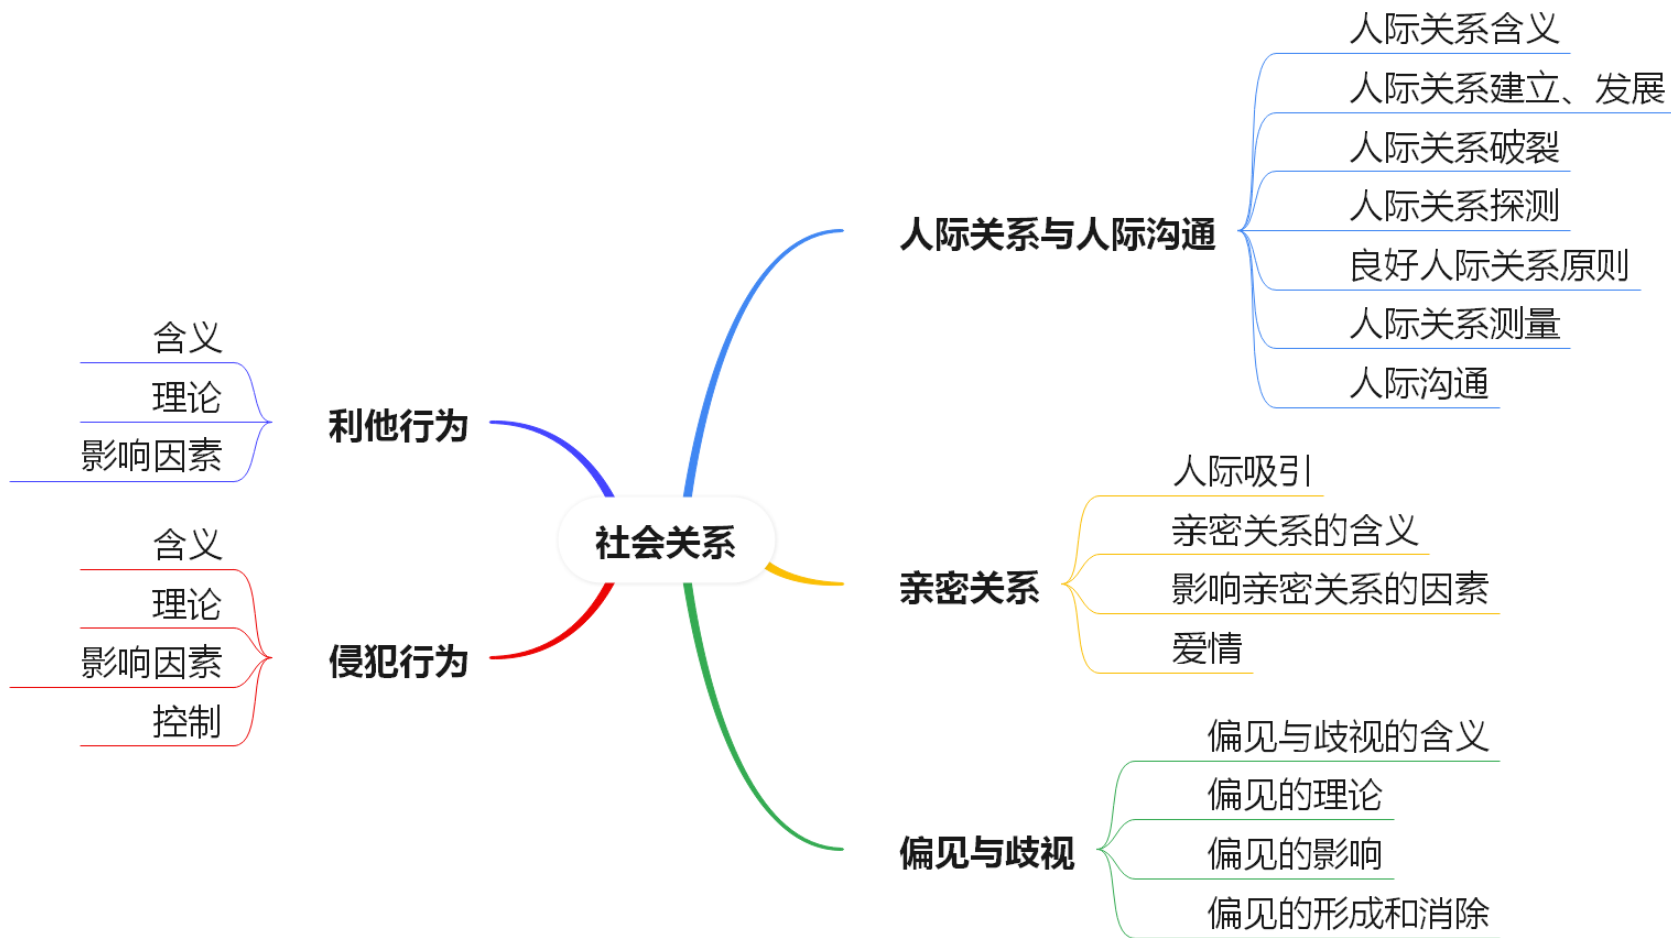 社会关系
人际关系与人际沟通
人际关系含义
人际关系建立、发展
人际关系破裂
人际关系探测
良好人际关系原则
人际关系测量
人际沟通
亲密关系
人际吸引
亲密关系的含义
影响亲密关系的因素
爱情
偏见与歧视
偏见与歧视的含义
偏见的理论
偏见的影响
偏见的形成和消除
利他行为
含义
理论
影响因素
侵犯行为
含义
理论
影响因素
控制